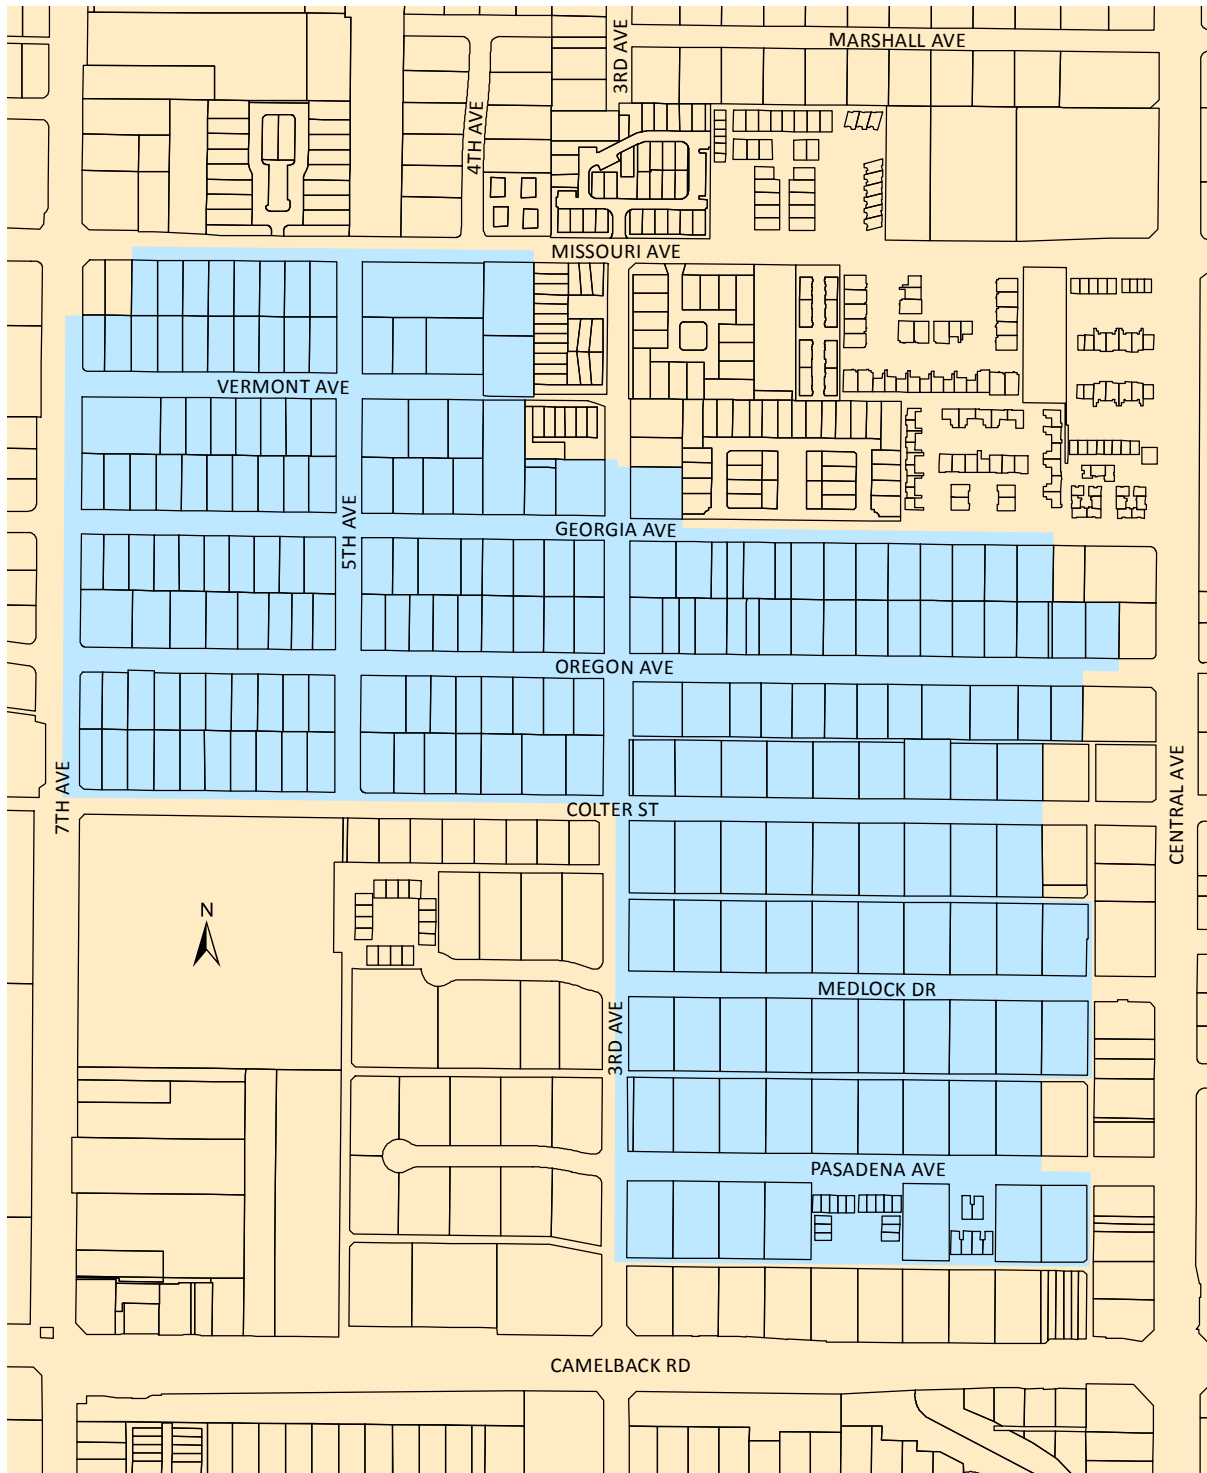 3RD AVE
MARSHALL AVE
4TH AVE
MISSOURI AVE
VERMONT AVE
5TH AVE
GEORGIA AVE
OREGON AVE
7TH AVE
COLTER ST
CENTRAL AVE
N
MEDLOCK DR
3RD AVE
PASADENA AVE
CAMELBACK RD